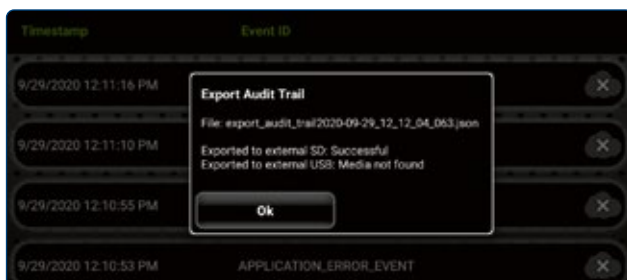 Timestamp Event ID
9/29/2020 12:11:16 PM
Export Audit Trail
File: export_audit_trail2020-09-29_12_12_04_063.json
9/29/2020 12:11:10 PM
Exported to external SD: Successful
Exported to external USB: Media not found
9/29/2020 12:10:55 PM
Ok
9/29/2020 12:10:53 PM APPLICATION_ERROR_EVENT